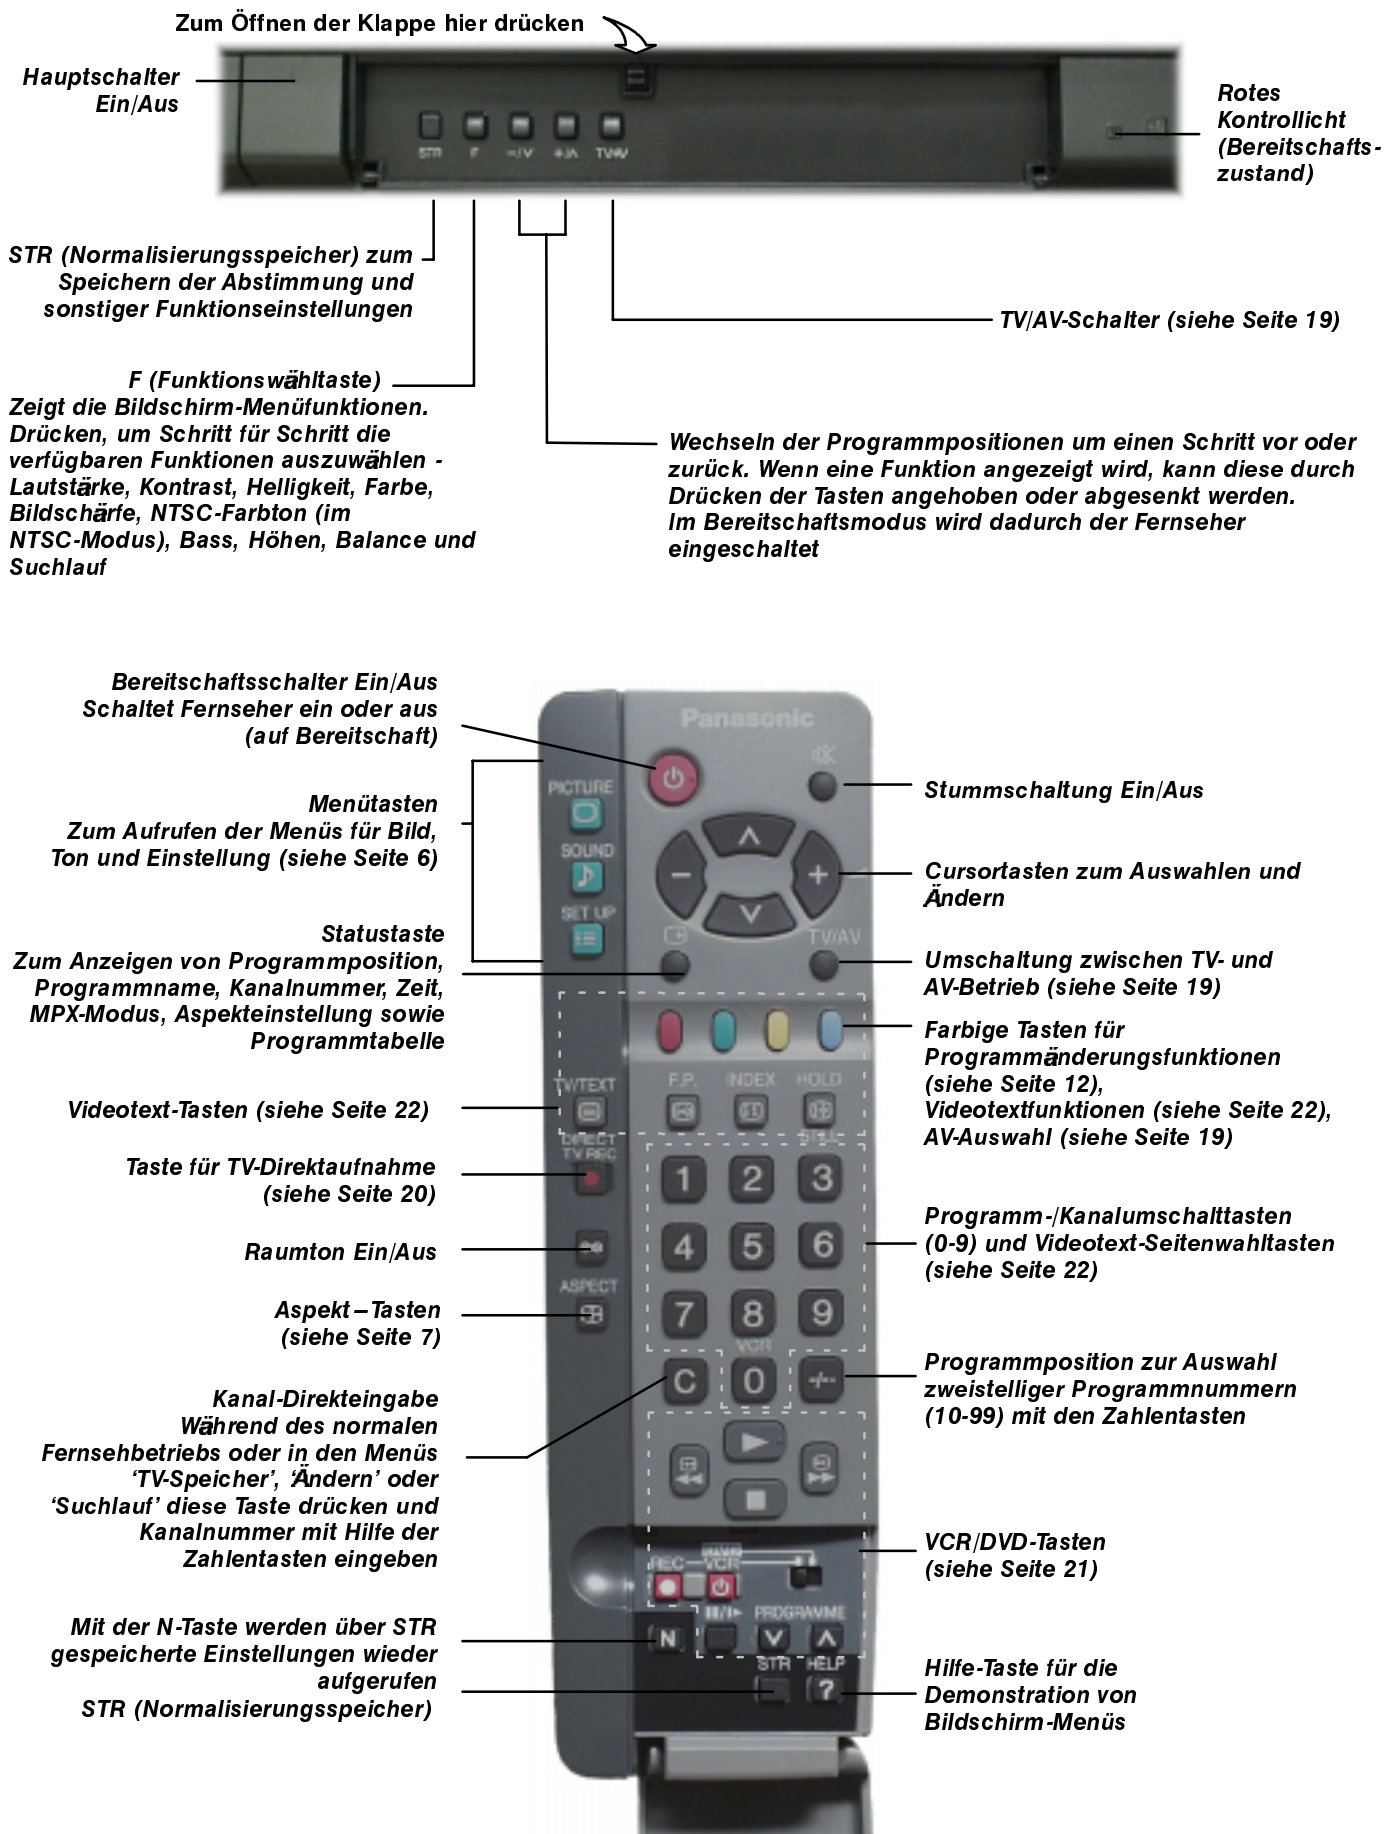 Zum Öffnen der Klappe hier drücken
Hauptschalter
Ein/Aus
Rotes
Kontrollicht
(Bereitschafts-
zustand)
STR
F
–/∨
+/∧
TV/AV
STR (Normalisierungsspeicher) zum
Speichern der Abstimmung und
sonstiger Funktionseinstellungen
TV/AV-Schalter (siehe Seite 19)
F (Funktionswähltaste)
Zeigt die Bildschirm-Menüfunktionen.
Drücken, um Schritt für Schritt die
verfügbaren Funktionen auszuwählen -
Lautstärke, Kontrast, Helligkeit, Farbe,
Bildschärfe, NTSC-Farbton (im
NTSC-Modus), Bass, Höhen, Balance und
Suchlauf
Wechseln der Programmpositionen um einen Schritt vor oder
zurück. Wenn eine Funktion angezeigt wird, kann diese durch
Drücken der Tasten angehoben oder abgesenkt werden.
Im Bereitschaftsmodus wird dadurch der Fernseher
eingeschaltet
Bereitschaftsschalter Ein/Aus
Schaltet Fernseher ein oder aus
(auf Bereitschaft)
Menütasten
Zum Aufrufen der Menüs für Bild,
Ton und Einstellung (siehe Seite 6)
Statustaste
Zum Anzeigen von Programmposition,
Programmname, Kanalnummer, Zeit,
MPX-Modus, Aspekteinstellung sowie
Programmtabelle
Videotext-Tasten (siehe Seite 22)
Taste für TV-Direktaufnahme
(siehe Seite 20)
Raumton Ein/Aus
Aspekt – Tasten
(siehe Seite 7)
Kanal-Direkteingabe
Während des normalen
Fernsehbetriebs oder in den Menüs
‘TV-Speicher’, ‘Ändern’ oder
‘Suchlauf’ diese Taste drücken und
Kanalnummer mit Hilfe der
Zahlentasten eingeben
Mit der N-Taste werden über STR
gespeicherte Einstellungen wieder
aufgerufen
STR (Normalisierungsspeicher)
Panasonic
PICTURE
SOUND
SET UP
∧
– +
∨
TV/AV
TV/TEXT
F.P. INDEX HOLD
STILL
DIRECT
TV REC
1 2 3
4 5 6
ASPECT
7 8 9
VCR
C 0 -/--
REC VCR
PROGRAMME
N ∨ ∧
STR HELP
?
Stummschaltung Ein/Aus
Cursortasten zum Auswahlen und
Ändern
Umschaltung zwischen TV- und
AV-Betrieb (siehe Seite 19)
Farbige Tasten für
Programmänderungsfunktionen
(siehe Seite 12),
Videotextfunktionen (siehe Seite 22),
AV-Auswahl (siehe Seite 19)
Programm-/Kanalumschalttasten
(0-9) und Videotext-Seitenwahltasten
(siehe Seite 22)
Programmposition zur Auswahl
zweistelliger Programmnummern
(10-99) mit den Zahlentasten
VCR/DVD-Tasten
(siehe Seite 21)
Hilfe-Taste für die
Demonstration von
Bildschirm-Menüs